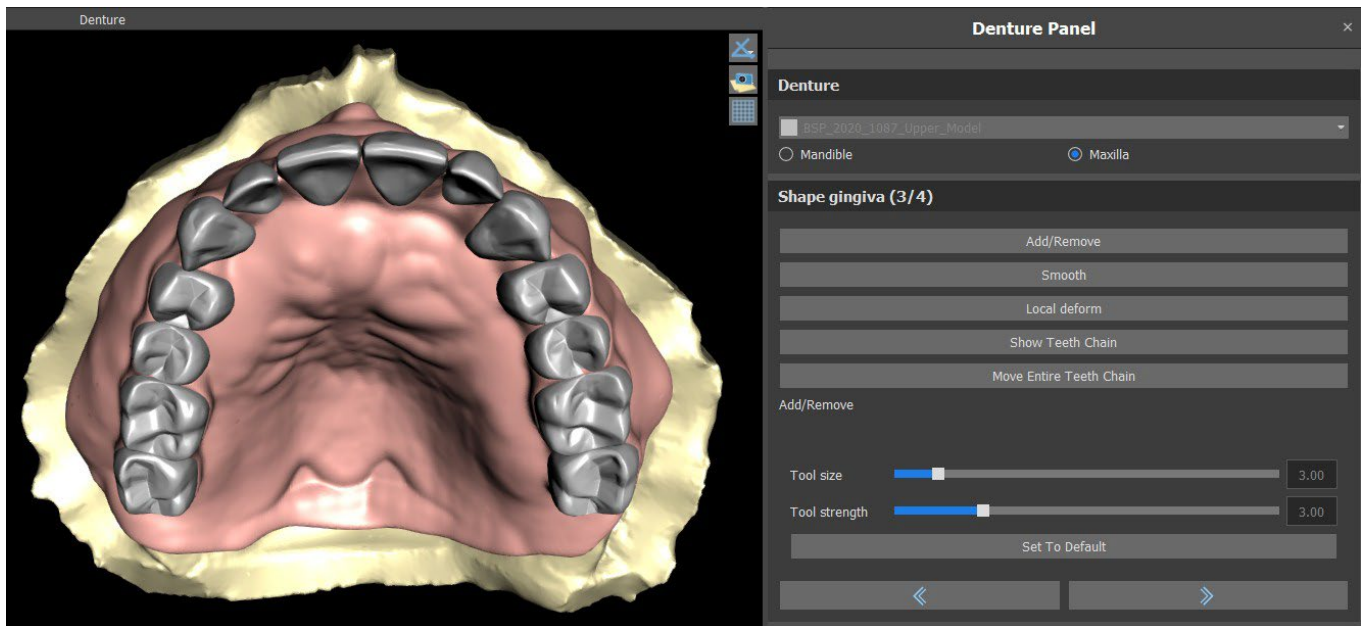 Denture
Denture Panel
Denture
BSP_2020_1087_Upper_Model
Mandible
Maxilla
Shape gingiva (3/4)
Add/Remove
Smooth
Local deform
Show Teeth Chain
Move Entire Teeth Chain
Add/Remove
Tool size
3.00
Tool strength
3.00
Set To Default